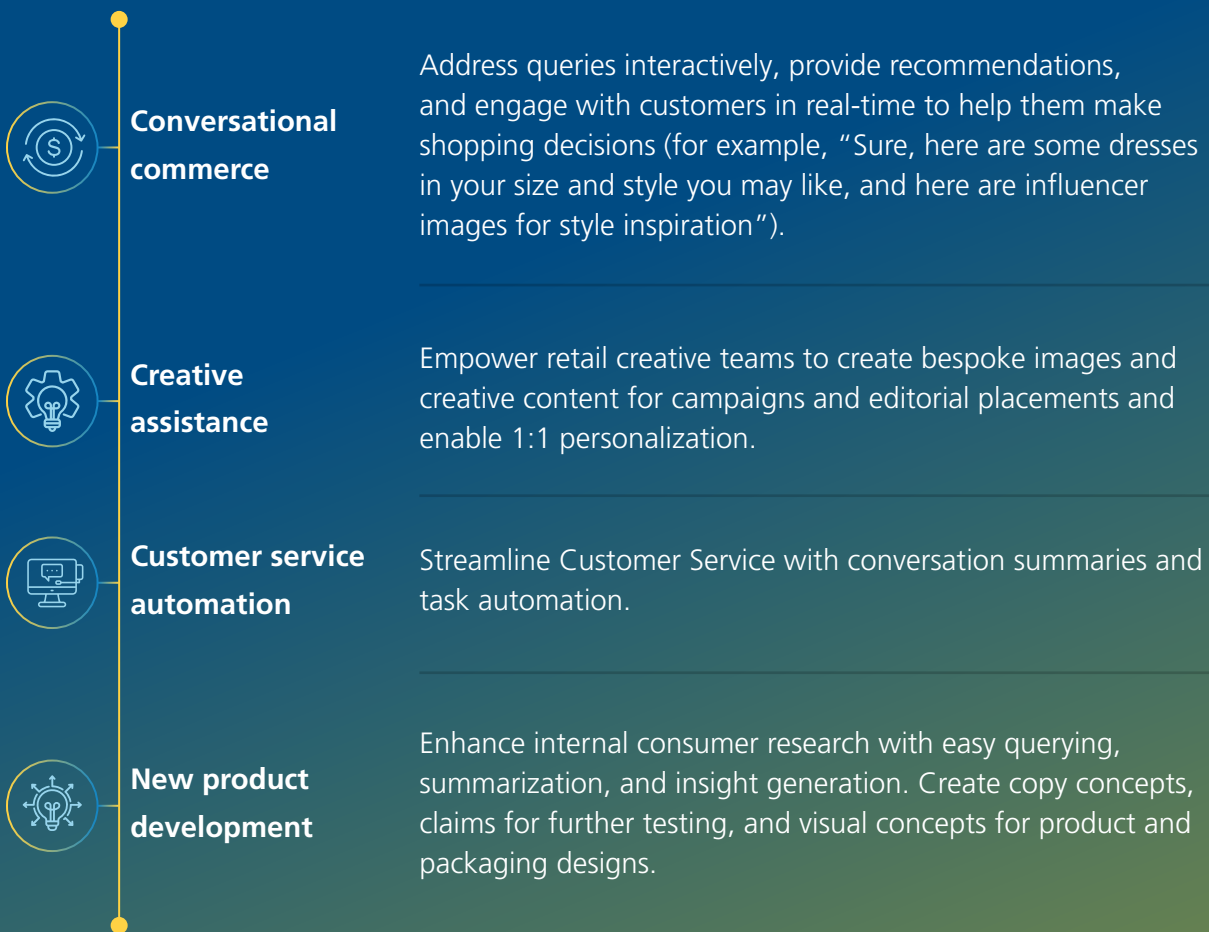 Conversational
commerce
Address queries interactively, provide recommendations,
and engage with customers in real-time to help them make
shopping decisions (for example, “Sure, here are some dresses
in your size and style you may like, and here are influencer
images for style inspiration”).
Creative
assistance
Empower retail creative teams to create bespoke images and
creative content for campaigns and editorial placements and
enable 1:1 personalization.
Customer service
automation
Streamline Customer Service with conversation summaries and
task automation.
New product
development
Enhance internal consumer research with easy querying,
summarization, and insight generation. Create copy concepts,
claims for further testing, and visual concepts for product and
packaging designs.